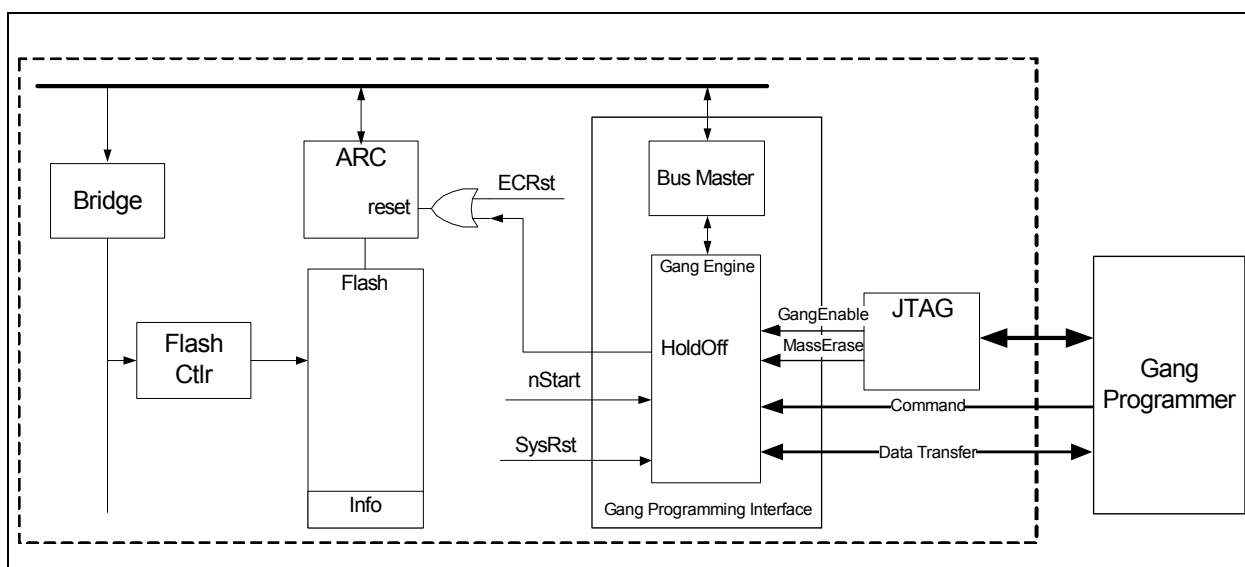 ARC
reset
ECRst
Bridge
Bus Master
Flash
Gang Engine
GangEnable
JTAG
MassErase
HoldOff
Flash
Ctlr
nStart
Gang
Programmer
Command
SysRst
Data Transfer
Info
Gang Programming Interface